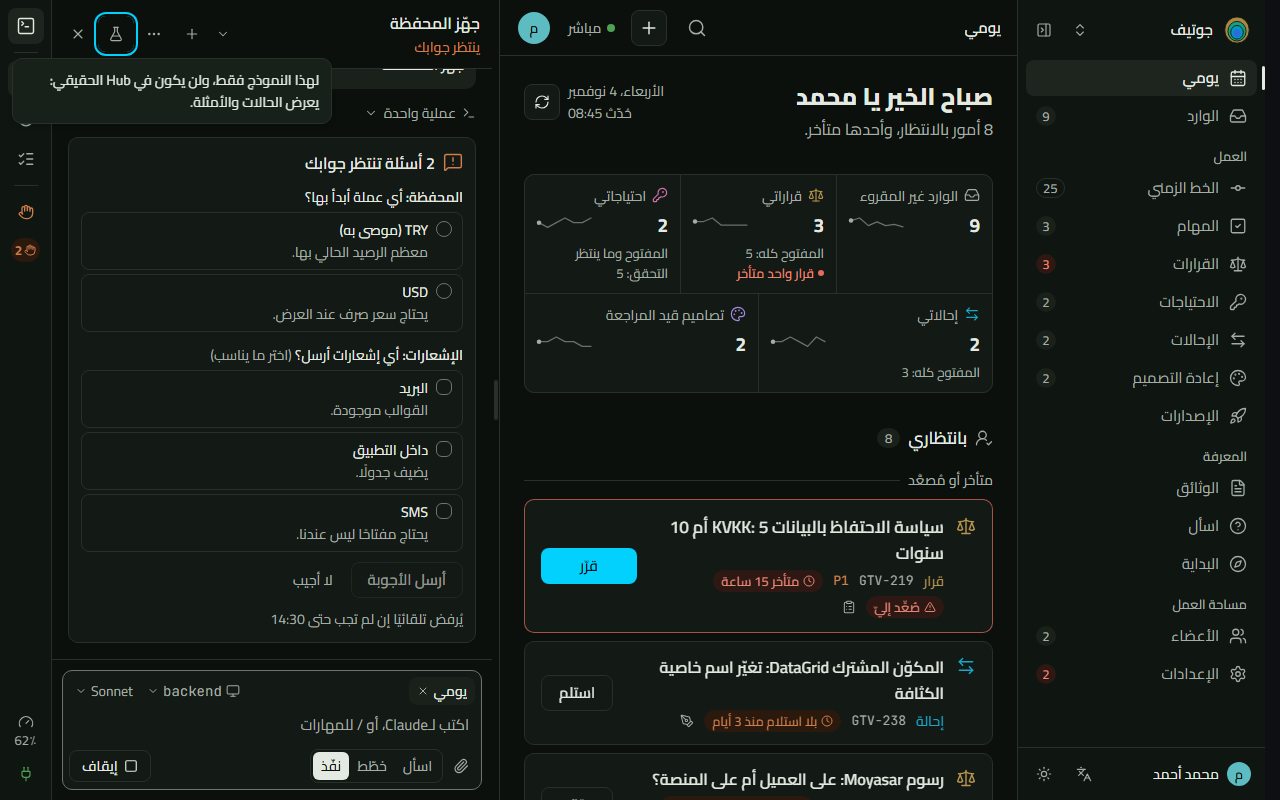 جوتيف
يومي
الوارد
9
العمل
الخط الزمني
25
المهام
3
القرارات
3
الاحتياجات
2
الإحالات
2
إعادة التصميم
2
الإصدارات
المعرفة
الوثائق
اسأل
البداية
مساحة العمل
الأعضاء
2
الإعدادات
2
م
محمد أحمد
يومي
مباشر
م
صباح الخير يا محمد
8 أمور بالانتظار، وأحدها متأخر.
الأربعاء، 4 نوفمبر
حُدّث 08:45
الوارد غير المقروء
9
قراراتي
3
المفتوح كله: 5
قرار واحد متأخر
احتياجاتي
2
المفتوح وما ينتظر
التحقق: 5
إحالاتي
2
المفتوح كله: 3
تصاميم قيد المراجعة
2
بانتظاري
8
متأخر أو مُصعَّد
سياسة الاحتفاظ بالبيانات KVKK: 5 أم 10
سنوات
قرار GTV-219 P1 متأخر 15 ساعة
صُعِّد إليّ
قرّر
المكوّن المشترك DataGrid: تغيّر اسم خاصية
الكثافة
إحالة GTV-238 بلا استلام منذ 3 أيام
استلم
رسوم Moyasar: على العميل أم على المنصة؟
جهّز المحفظة
ينتظر جوابك
لهذا النموذج فقط، ولن يكون في Hub الحقيقي:
يعرض الحالات والأمثلة.
عملية واحدة
2 أسئلة تنتظر جوابك
المحفظة: أي عملة أبدأ بها؟
TRY (موصى به)
معظم الرصيد الحالي بها.
USD
يحتاج سعر صرف عند العرض.
الإشعارات: أي إشعارات أرسل؟ (اختر ما يناسب)
البريد
القوالب موجودة.
داخل التطبيق
يضيف جدولًا.
SMS
يحتاج مفتاحًا ليس عندنا.
أرسل الأجوبة
لا أجيب
يُرفض تلقائيًا إن لم تجب حتى 14:30
يومي
backend
Sonnet
اكتب لـClaude، أو / للمهارات
اسأل
خطّط
نفّذ
إيقاف
2
62٪